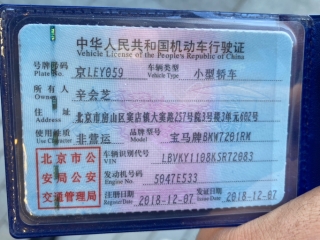 中华人民共和国机动车行驶证
Vehicle License of the People's Republic of China
号牌号码 京LEY059 车辆类型 小型轿车
Plate No. Vehicle Type
所有人 辛会芝
Owner
住址 北京市房山区窦店镇大窦路257号院3号楼2单元602号
Address
使用性质 非营运 品牌型号 宝马牌BMW7201RM
Use Character Model
北京市公 车辆识别代号 LBVKY1108KSR72083
VIN
安局公安 发动机号码 5047E533
Engine No.
交通管理局 注册日期 2018-12-07 发证日期 2018-12-07
Register Date Issue Date